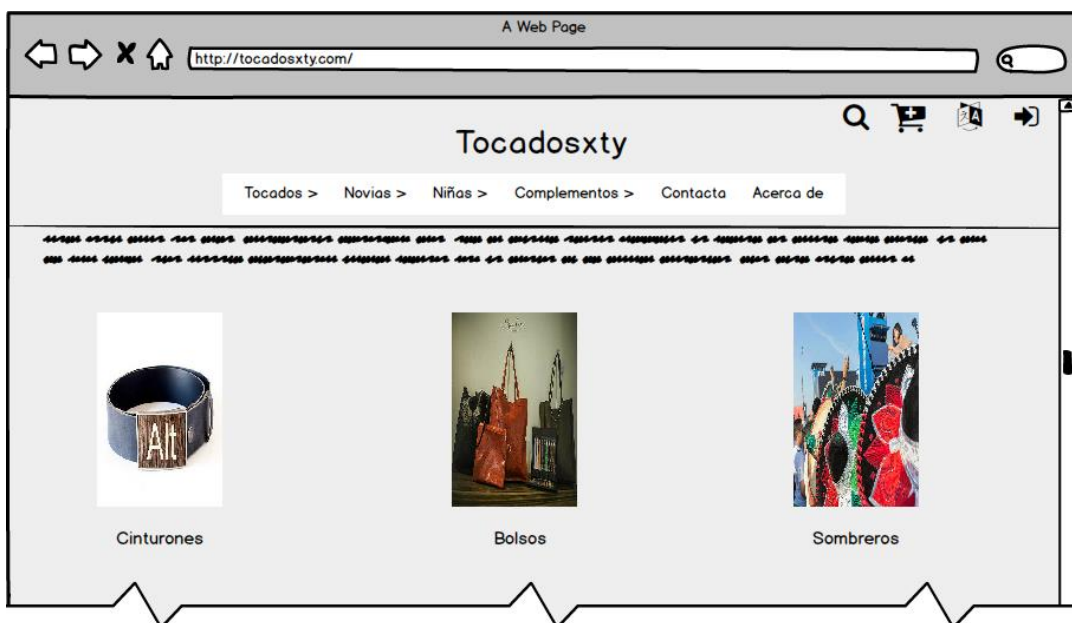 A Web Page
http://tocadosxty.com/
Tocadosxty
Tocados > Novias > Niñas > Complementos > Contacta Acerca de
Alt
Cinturones Bolsos Sombreros